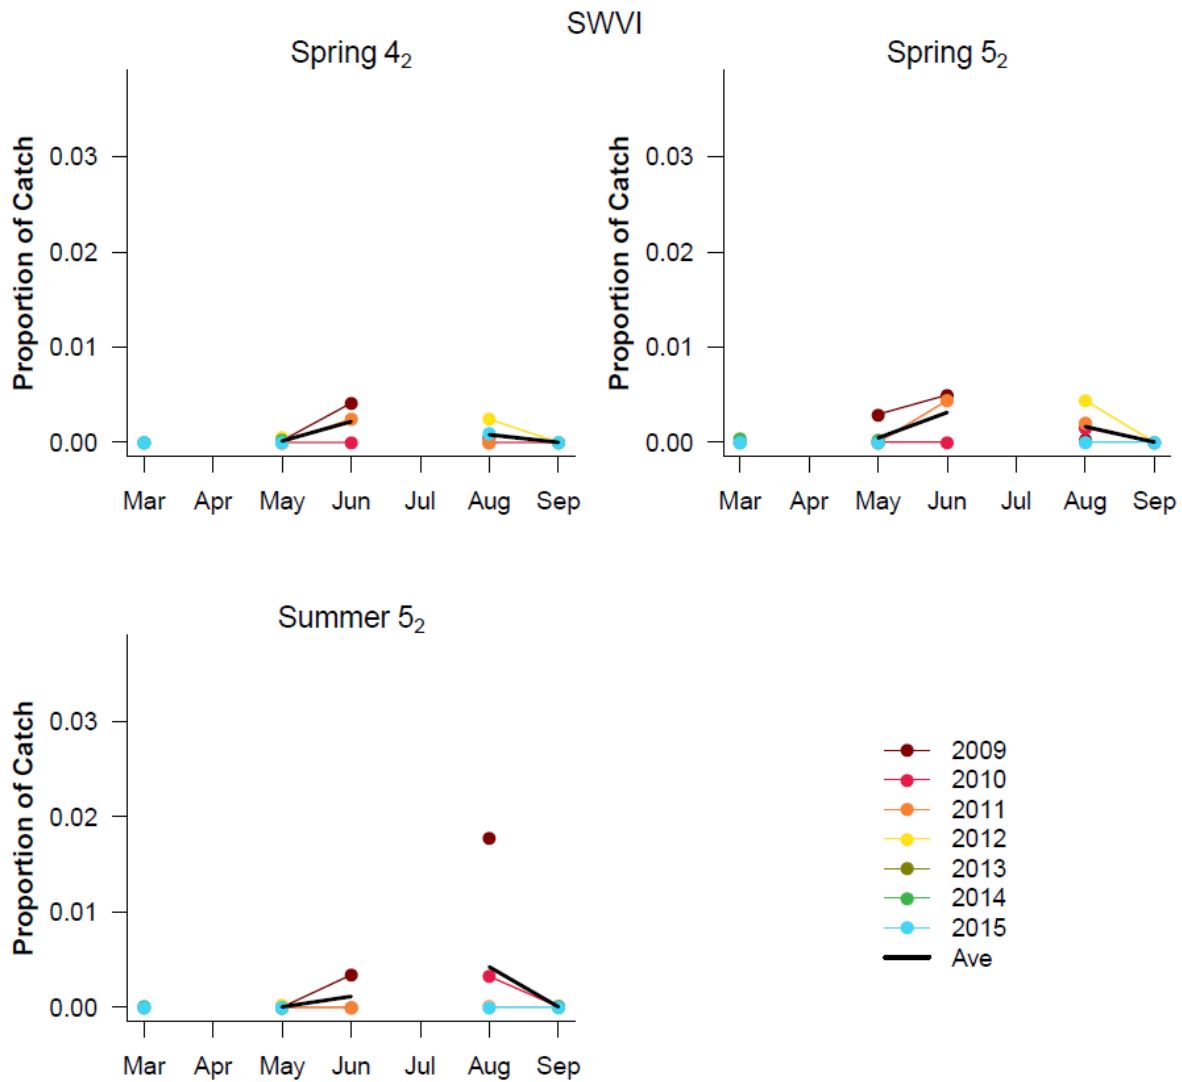 SWVI
Spring 4₂
Proportion of Catch
0.03
0.02
0.01
0.00
Mar Apr May Jun Jul Aug Sep
Spring 5₂
Proportion of Catch
0.03
0.02
0.01
0.00
Mar Apr May Jun Jul Aug Sep
Summer 5₂
Proportion of Catch
0.03
0.02
0.01
0.00
Mar Apr May Jun Jul Aug Sep
2009
2010
2011
2012
2013
2014
2015
Ave